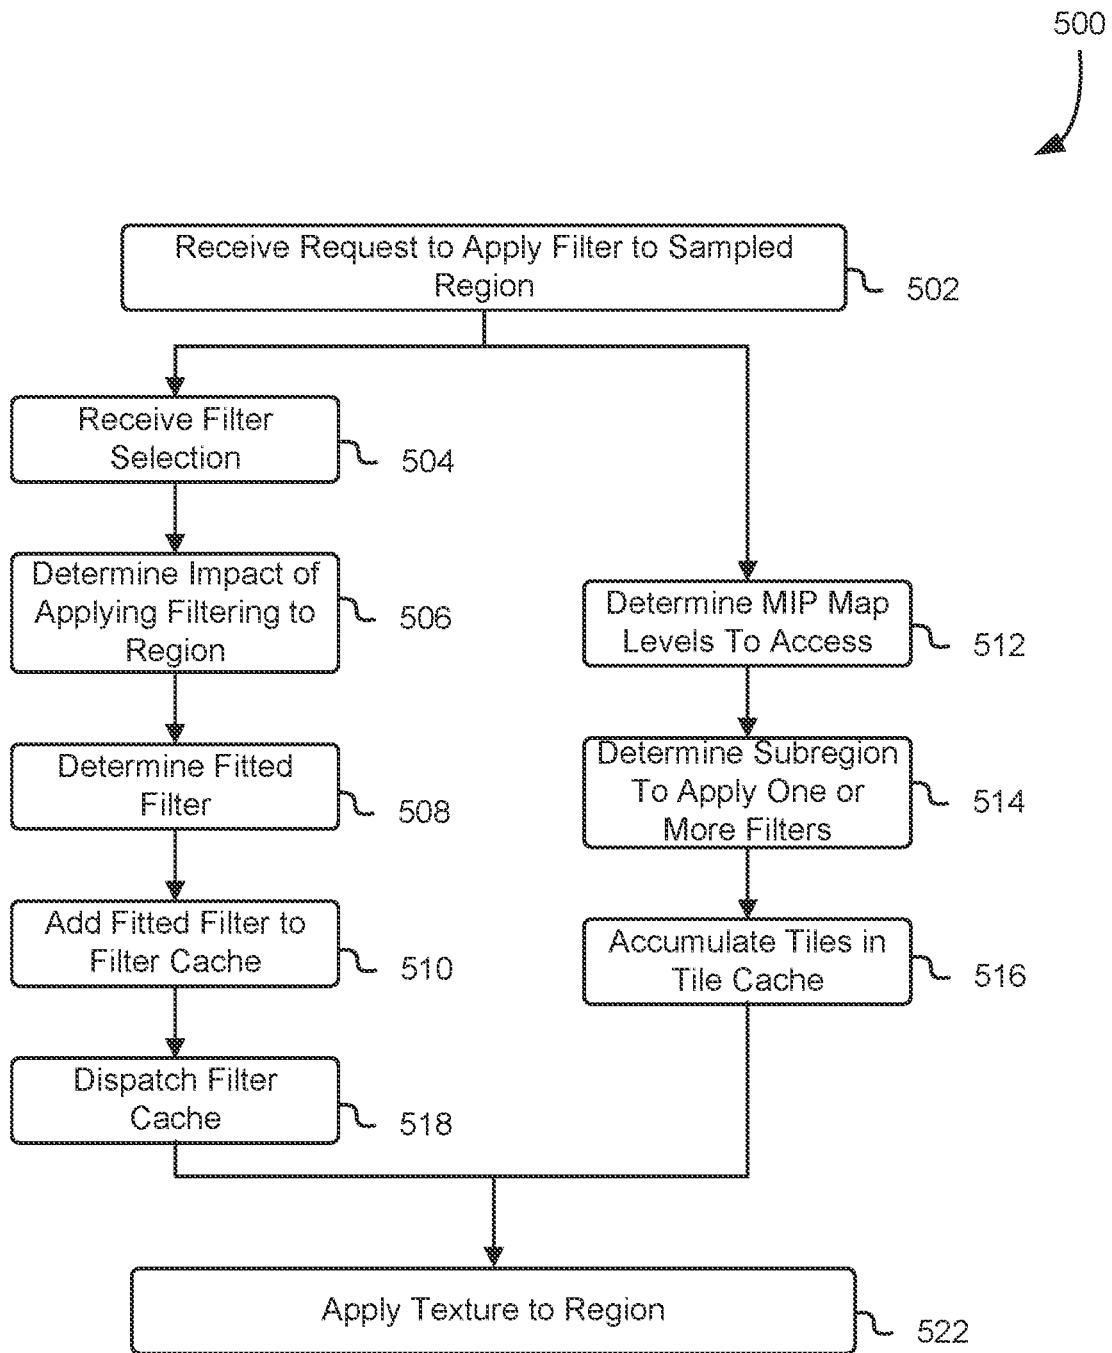 500
Receive Request to Apply Filter to Sampled
Region
502
Receive Filter
Selection
504
Determine Impact of
Applying Filtering to
Region
506
Determine Fitted
Filter
508
Add Fitted Filter to
Filter Cache
510
Dispatch Filter
Cache
518
Determine MIP Map
Levels To Access
512
Determine Subregion
To Apply One or
More Filters
514
Accumulate Tiles in
Tile Cache
516
Apply Texture to Region
522